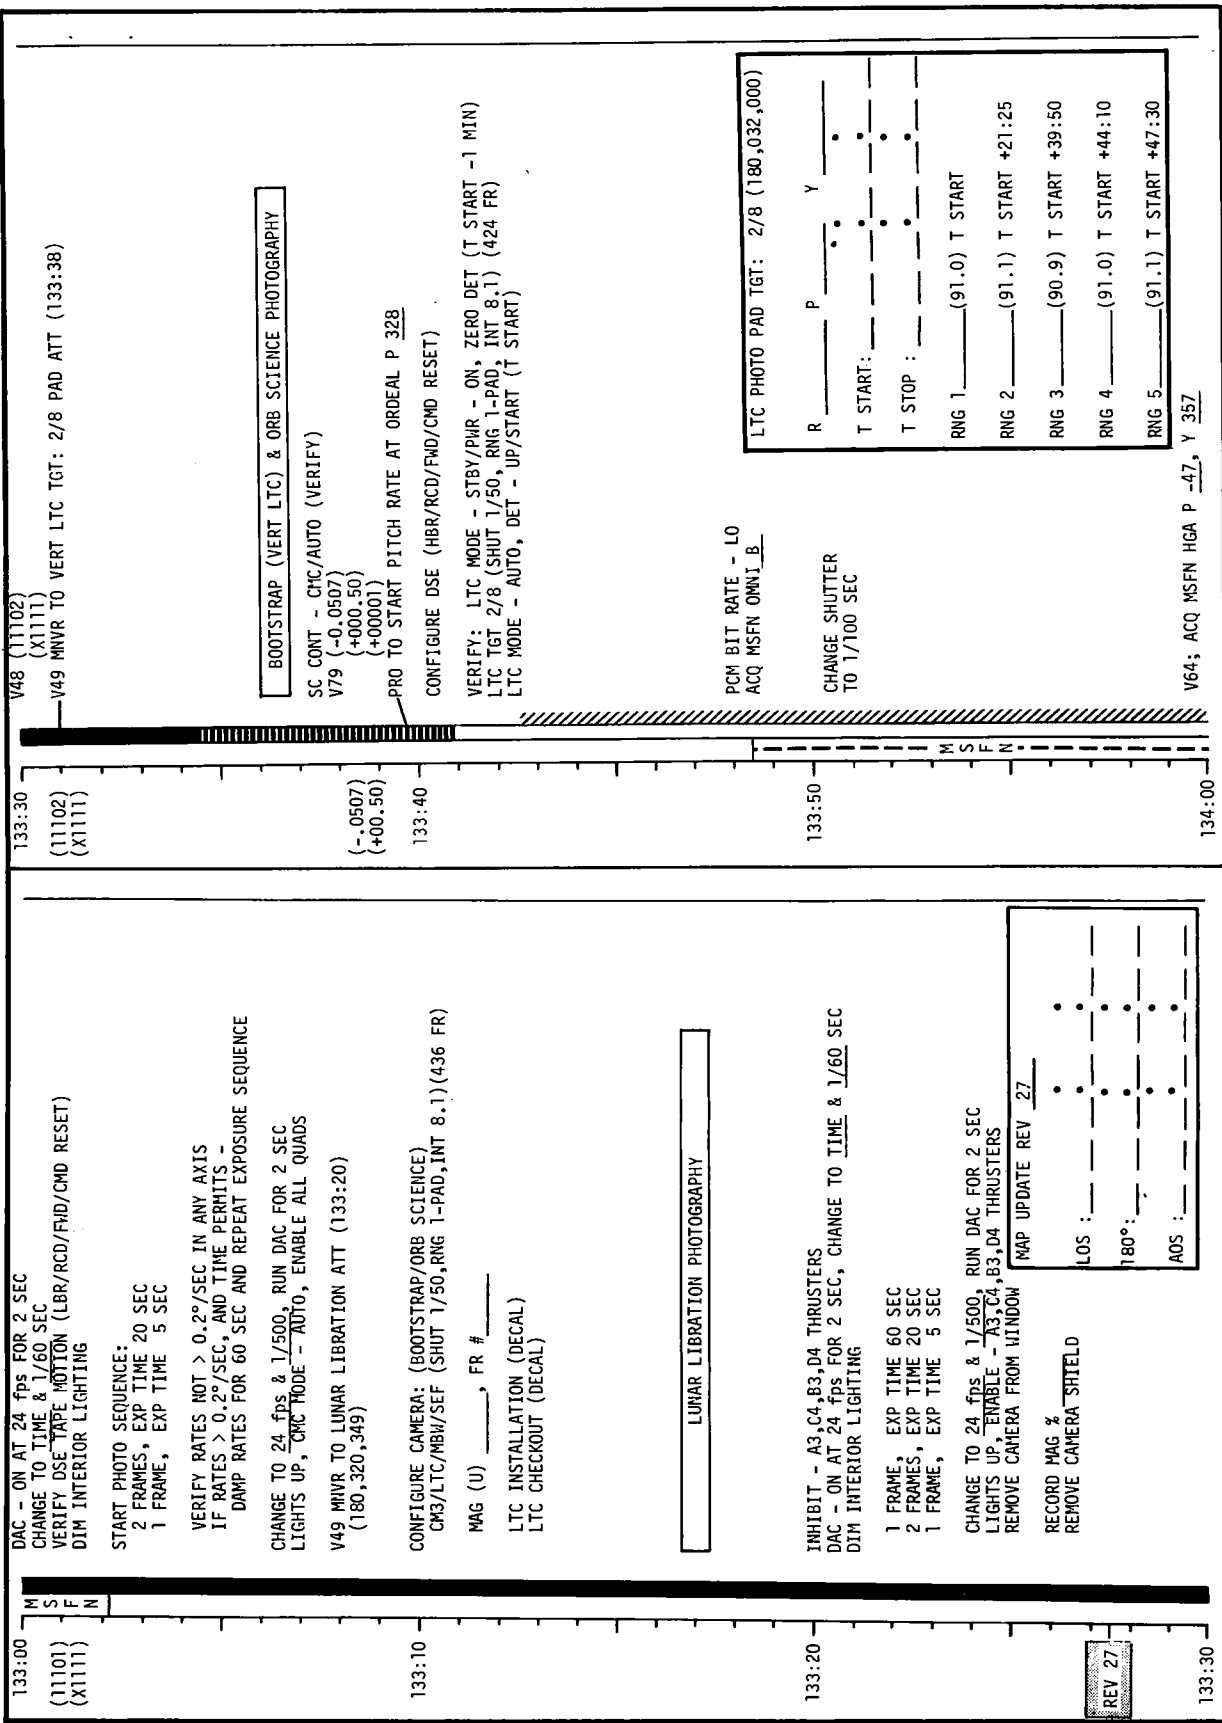 133:00
(11101)
(X1111)
MSFN
DAC - ON AT 24 fps FOR 2 SEC
CHANGE TO TIME & 1/60 SEC
VERIFY DSE TAPE MOTION (LBR/RCD/FWD/CMD RESET)
DIM INTERIOR LIGHTING
START PHOTO SEQUENCE:
2 FRAMES, EXP TIME 20 SEC
1 FRAME, EXP TIME 5 SEC
VERIFY RATES NOT > 0.2°/SEC IN ANY AXIS
IF RATES > 0.2°/SEC, AND TIME PERMITS -
DAMP RATES FOR 60 SEC AND REPEAT EXPOSURE SEQUENCE
CHANGE TO 24 fps & 1/500, RUN DAC FOR 2 SEC
LIGHTS UP, CMC MODE - AUTO, ENABLE ALL QUADS
V49 MNVR TO LUNAR LIBRATION ATT (133:20)
(180,320,349)
133:10
CONFIGURE CAMERA: (BOOTSTRAP/ORB SCIENCE)
CM3/LTC/MBW/SEF (SHUT 1/50,RNG 1-PAD,INT 8.1)(436 FR)
MAG (U) _____, FR # _____
LTC INSTALLATION (DECAL)
LTC CHECKOUT (DECAL)
LUNAR LIBRATION PHOTOGRAPHY
133:20
INHIBIT - A3,C4,B3,D4 THRUSTERS
DAC - ON AT 24 fps FOR 2 SEC, CHANGE TO TIME & 1/60 SEC
DIM INTERIOR LIGHTING
1 FRAME, EXP TIME 60 SEC
2 FRAMES, EXP TIME 20 SEC
1 FRAME, EXP TIME 5 SEC
CHANGE TO 24 fps & 1/500, RUN DAC FOR 2 SEC
LIGHTS UP, ENABLE - A3,C4,B3,D4 THRUSTERS
REMOVE CAMERA FROM WINDOW
RECORD MAG %
REMOVE CAMERA SHIELD
MAP UPDATE REV 27
LOS :
180°:
AOS :
REV 27
133:30
133:30
(11102)
(X1111)
V48 (11102)
(X1111)
V49 MNVR TO VERT LTC TGT: 2/8 PAD ATT (133:38)
BOOTSTRAP (VERT LTC) & ORB SCIENCE PHOTOGRAPHY
SC CONT - CMC/AUTO (VERIFY)
V79 (-0.0507)
(+000.50)
(+00001)
(-.0507)
(+00.50)
PRO TO START PITCH RATE AT ORDEAL P 328
133:40
CONFIGURE DSE (HBR/RCD/FWD/CMD RESET)
VERIFY: LTC MODE - STBY/PWR - ON, ZERO DET (T START -1 MIN)
LTC TGT 2/8 (SHUT 1/50, RNG 1-PAD, INT 8.1) (424 FR)
LTC MODE - AUTO, DET - UP/START (T START)
PCM BIT RATE - LO
ACQ MSFN OMNI B
133:50
CHANGE SHUTTER
TO 1/100 SEC
MSFN
LTC PHOTO PAD TGT: 2/8 (180,032,000)
R _____ P _____ Y _____
T START:
T STOP :
RNG 1 _____(91.0) T START
RNG 2 _____(91.1) T START +21:25
RNG 3 _____(90.9) T START +39:50
RNG 4 _____(91.0) T START +44:10
RNG 5 _____(91.1) T START +47:30
V64; ACQ MSFN HGA P -47, Y 357
134:00